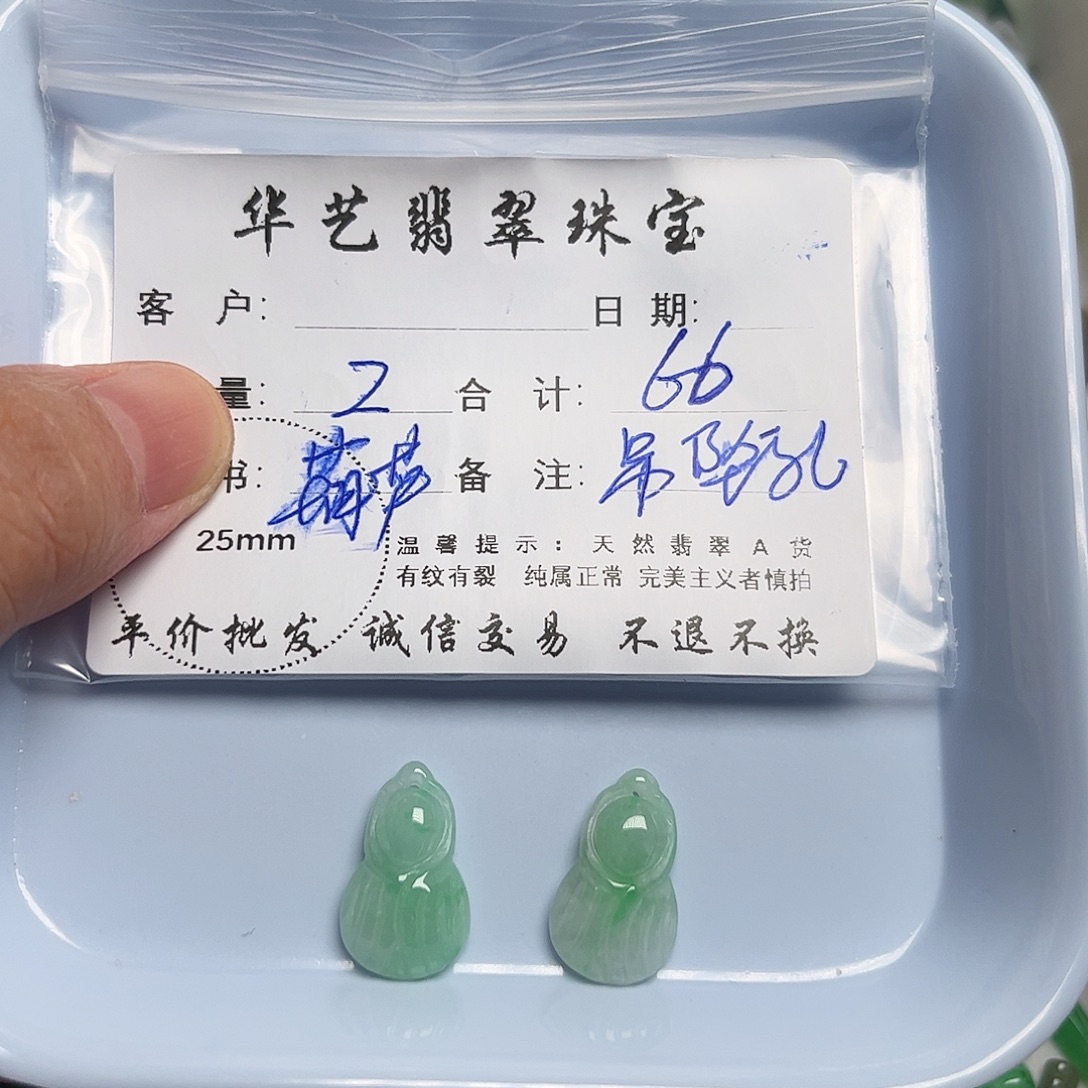 华艺翡翠珠宝
客 户: 日 期:
量: 2 合 计: 66
书: 葫芦 备 注: 吊坠孔
25mm
温馨提示: 天然翡翠A货
有纹有裂 纯属正常 完美主义者慎拍
平价批发 诚信交易 不退不换